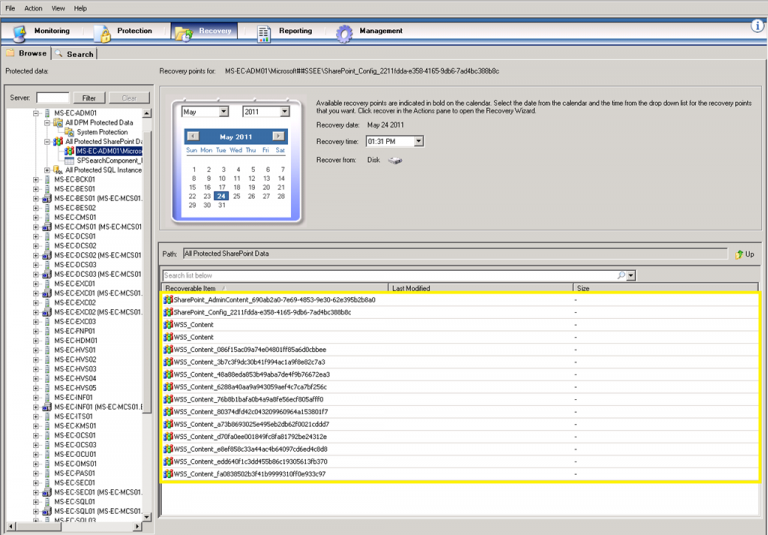 File Action View Help
Monitoring Protection Recovery Reporting Management
Browse Search
Protected data:
Recovery points for: MS-EC-ADM01\Microsoft##SSEE\SharePoint_Config_2211fdda-e358-4165-9db6-7ad4bc388b8c
Server: Filter Clear
MS-EC-ADM01
All DPM Protected Data
System Protection
All Protected SharePoint Da
MS-EC-ADM01\Micros
SPSearchComponent_
All Protected SQL Instance
MS-EC-BCK01
MS-EC-BES01
MS-EC-BES01 (MS-EC-MCS01.
MS-EC-BES02
MS-EC-CMS01
MS-EC-CMS01 (MS-EC-MCS01.
MS-EC-DCS01
MS-EC-DCS02
MS-EC-DCS02 (MS-EC-MCS01.
MS-EC-DCS03
MS-EC-DCS03 (MS-EC-MCS01.
MS-EC-EXC01
MS-EC-EXC01 (MS-EC-MCS01.
MS-EC-EXC02
MS-EC-EXC02 (MS-EC-MCS01.
MS-EC-EXC03
MS-EC-FNP01
MS-EC-HDM01
MS-EC-HVS01
MS-EC-HVS02
MS-EC-HVS03
MS-EC-HVS04
MS-EC-HVS05
MS-EC-INF01
MS-EC-INF01 (MS-EC-MCS01.
MS-EC-ITS01
MS-EC-KMS01
MS-EC-OCS01
MS-EC-OCS03
MS-EC-OCU01
MS-EC-OMS01
MS-EC-PAS01
MS-EC-SEC01
MS-EC-SEC01 (MS-EC-MCS01.
MS-EC-SQL01
MS-EC-SQL01 (MS-EC-MCS01.
MS-EC-SQL03
May 2011
May 2011
Sun Mon Tue Wed Thu Fri Sat
1 2 3 4 5 6 7
8 9 10 11 12 13 14
15 16 17 18 19 20 21
22 23 24 25 26 27 28
29 30 31
Available recovery points are indicated in bold on the calendar. Select the date from the calendar and the time from the drop down list for the recovery points
that you want. Click recover in the Actions pane to open the Recovery Wizard.
Recovery date: May 24 2011
Recovery time: 01:31 PM
Recover from: Disk
Path: All Protected SharePoint Data Up
Search list below
Recoverable Item / Last Modified Size
SharePoint_AdminContent_690ab2a0-7e69-4853-9e30-62e395b2b8a0 -
SharePoint_Config_2211fdda-e358-4165-9db6-7ad4bc388b8c -
WSS_Content -
WSS_Content -
WSS_Content_086f15ac09a74e04801ff85a6d0cbbee -
WSS_Content_3b7c3f9dc30b41f994ac1a9f8e82c7a3 -
WSS_Content_48a88eda853b49aba7de4f9b76672ea3 -
WSS_Content_6288a40aa9a943059aef4c7ca7bf256c -
WSS_Content_76b8b1bafa0b4a9a8fe56ecf805afff0 -
WSS_Content_80374dfd42c043209960964a153801f7 -
WSS_Content_a73b8693025e495eb2db62f0021cddd7 -
WSS_Content_d70fa0ee001849fc8fa81792be24312e -
WSS_Content_e8ef858c33a44ac4b64097cd6ed4c8d8 -
WSS_Content_edd640f1c3dd455b86c19305613fb370 -
WSS_Content_fa0838502b3f41b9999310ff0e933c97 -